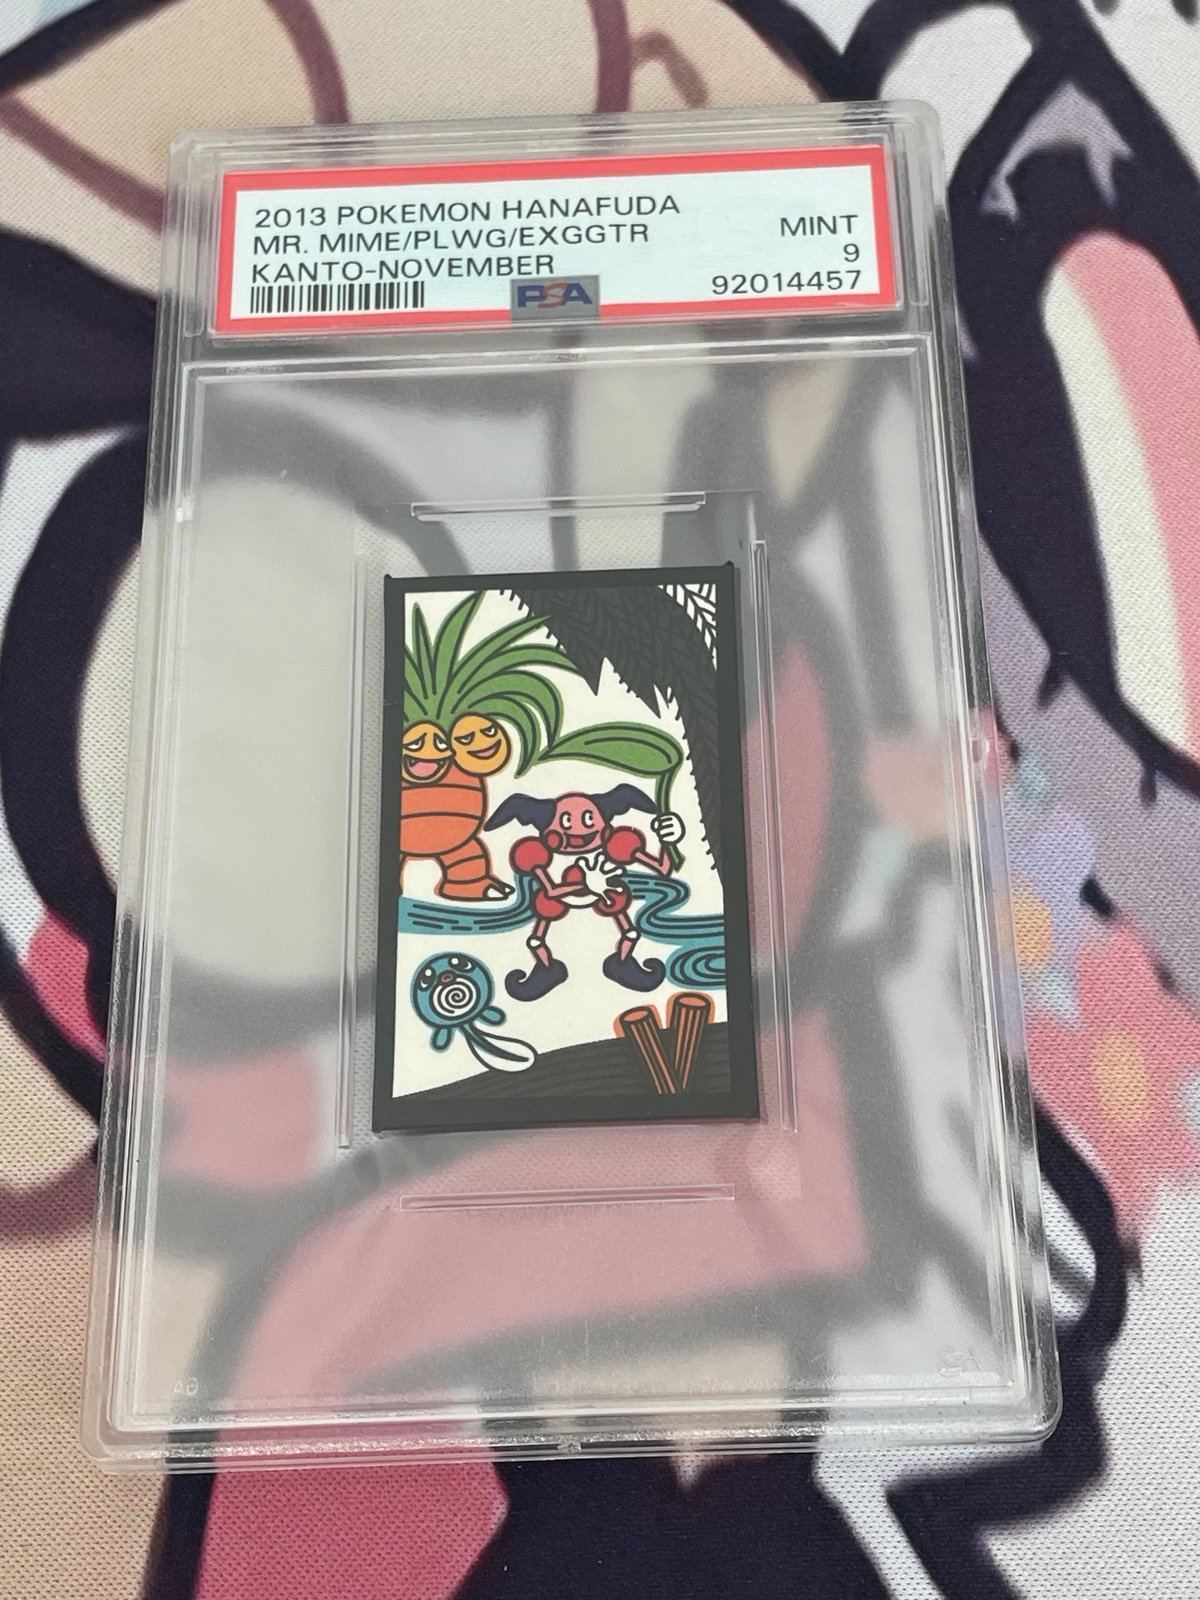 2013 POKEMON HANAFUDA
MR. MIME/PLWG/EXGGTR
KANTO-NOVEMBER
MINT
9
92014457
PSA